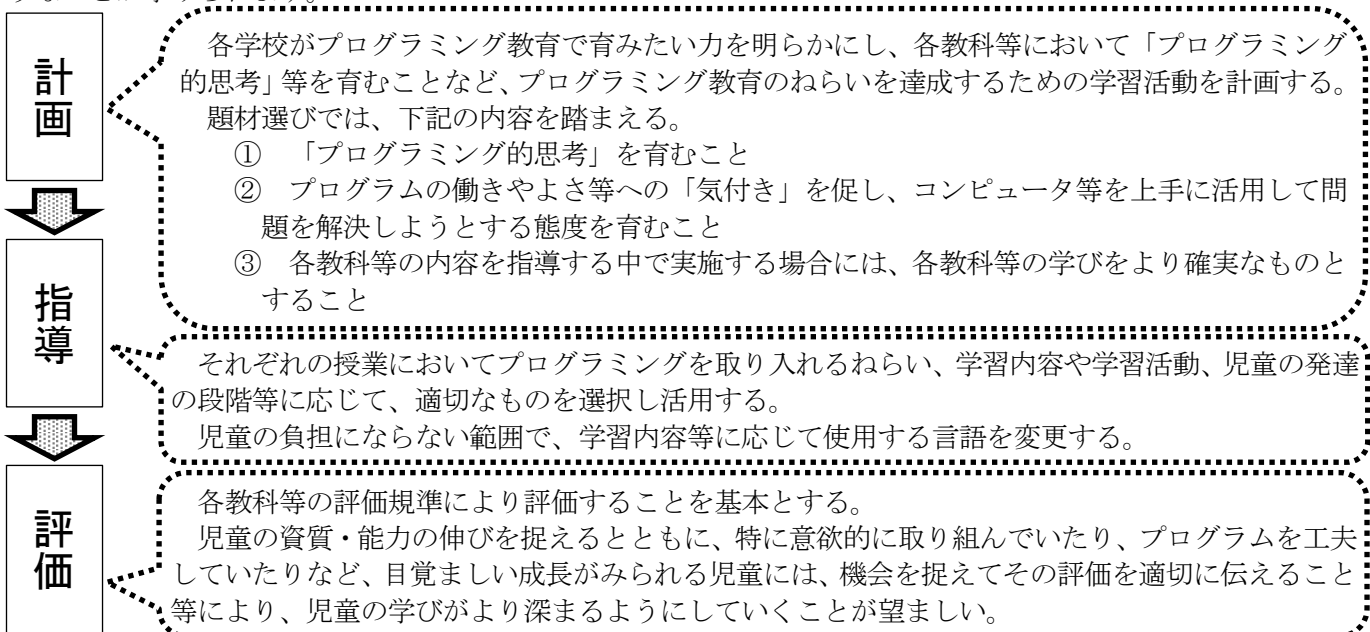 計画
各学校がプログラミング教育で育みたい力を明らかにし、各教科等において「プログラミング
的思考」等を育むことなど、プログラミング教育のねらいを達成するための学習活動を計画する。
題材選びでは、下記の内容を踏まえる。
① 「プログラミング的思考」を育むこと
② プログラムの働きやよさ等への「気付き」を促し、コンピュータ等を上手に活用して問
題を解決しようとする態度を育むこと
③ 各教科等の内容を指導する中で実施する場合には、各教科等の学びをより確実なものと
すること
指導
それぞれの授業においてプログラミングを取り入れるねらい、学習内容や学習活動、児童の発達
の段階等に応じて、適切なものを選択し活用する。
児童の負担にならない範囲で、学習内容等に応じて使用する言語を変更する。
評価
各教科等の評価規準により評価することを基本とする。
児童の資質・能力の伸びを捉えるとともに、特に意欲的に取り組んでいたり、プログラムを工夫
していたりなど、目覚ましい成長がみられる児童には、機会を捉えてその評価を適切に伝えること
等により、児童の学びがより深まるようにしていくことが望ましい。